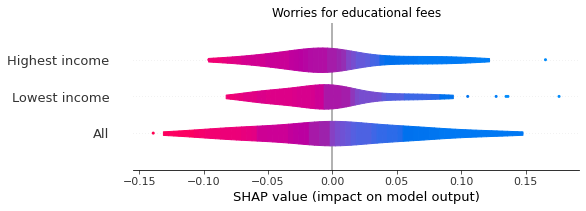 Worries for educational fees
Highest income
Lowest income
All
−0.15 −0.10 −0.05 0.00 0.05 0.10 0.15
SHAP value (impact on model output)